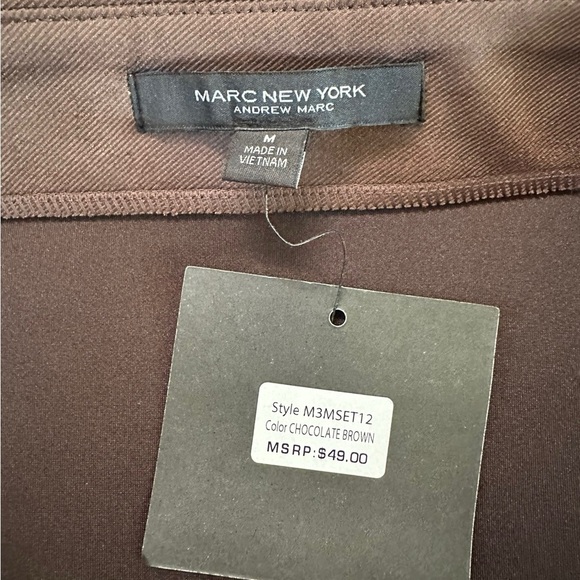 MARC NEW YORK
ANDREW MARC
M
MADE IN
VIETNAM
Style M3MSET12
Color CHOCOLATE BROWN
MSRP:$49.00